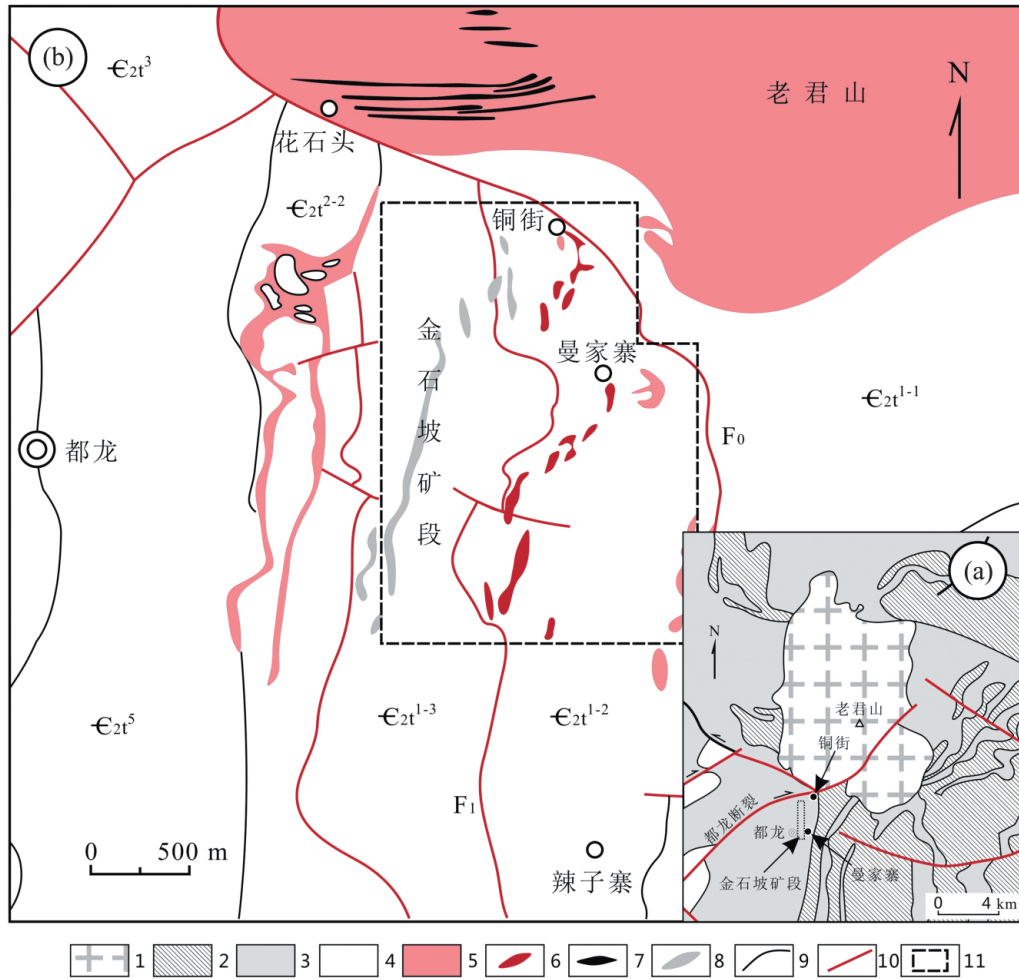 (b)
Є2t3
老君山
N
花石头
Є2t2-2
铜街
金石坡矿段
曼家寨
Є2t1-1
都龙
F0
(a)
N
老君山
铜街
都龙断裂
都龙
金石坡矿段
曼家寨
0 4 km
Є2t5
Є2t1-3
Є2t1-2
F1
0 500 m
辣子寨
1 2 3 4 5 6 7 8 9 10 11